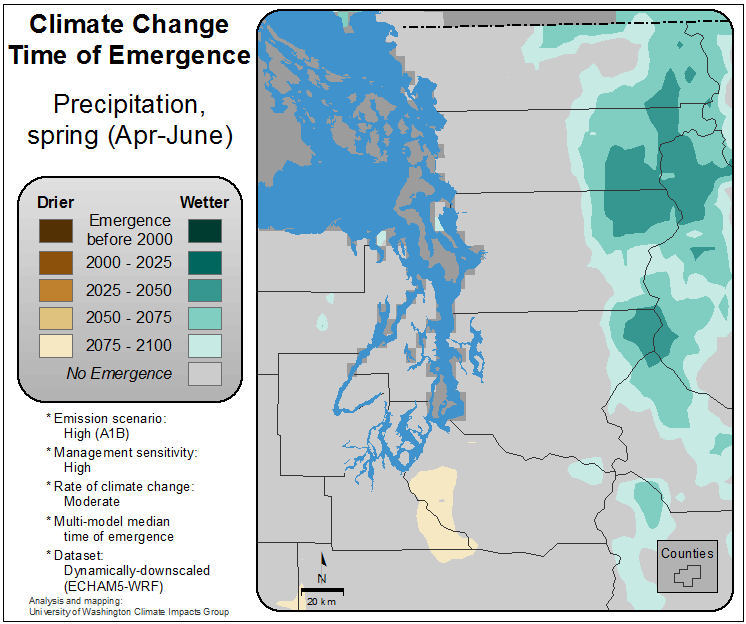 Climate Change
Time of Emergence
Precipitation,
spring (Apr-June)
Drier Wetter
Emergence
before 2000
2000 - 2025
2025 - 2050
2050 - 2075
2075 - 2100
No Emergence
* Emission scenario:
High (A1B)
* Management sensitivity:
High
* Rate of climate change:
Moderate
* Multi-model median
time of emergence
* Dataset:
Dynamically-downscaled
(ECHAM5-WRF)
Analysis and mapping:
University of Washington Climate Impacts Group
N
20 km
Counties